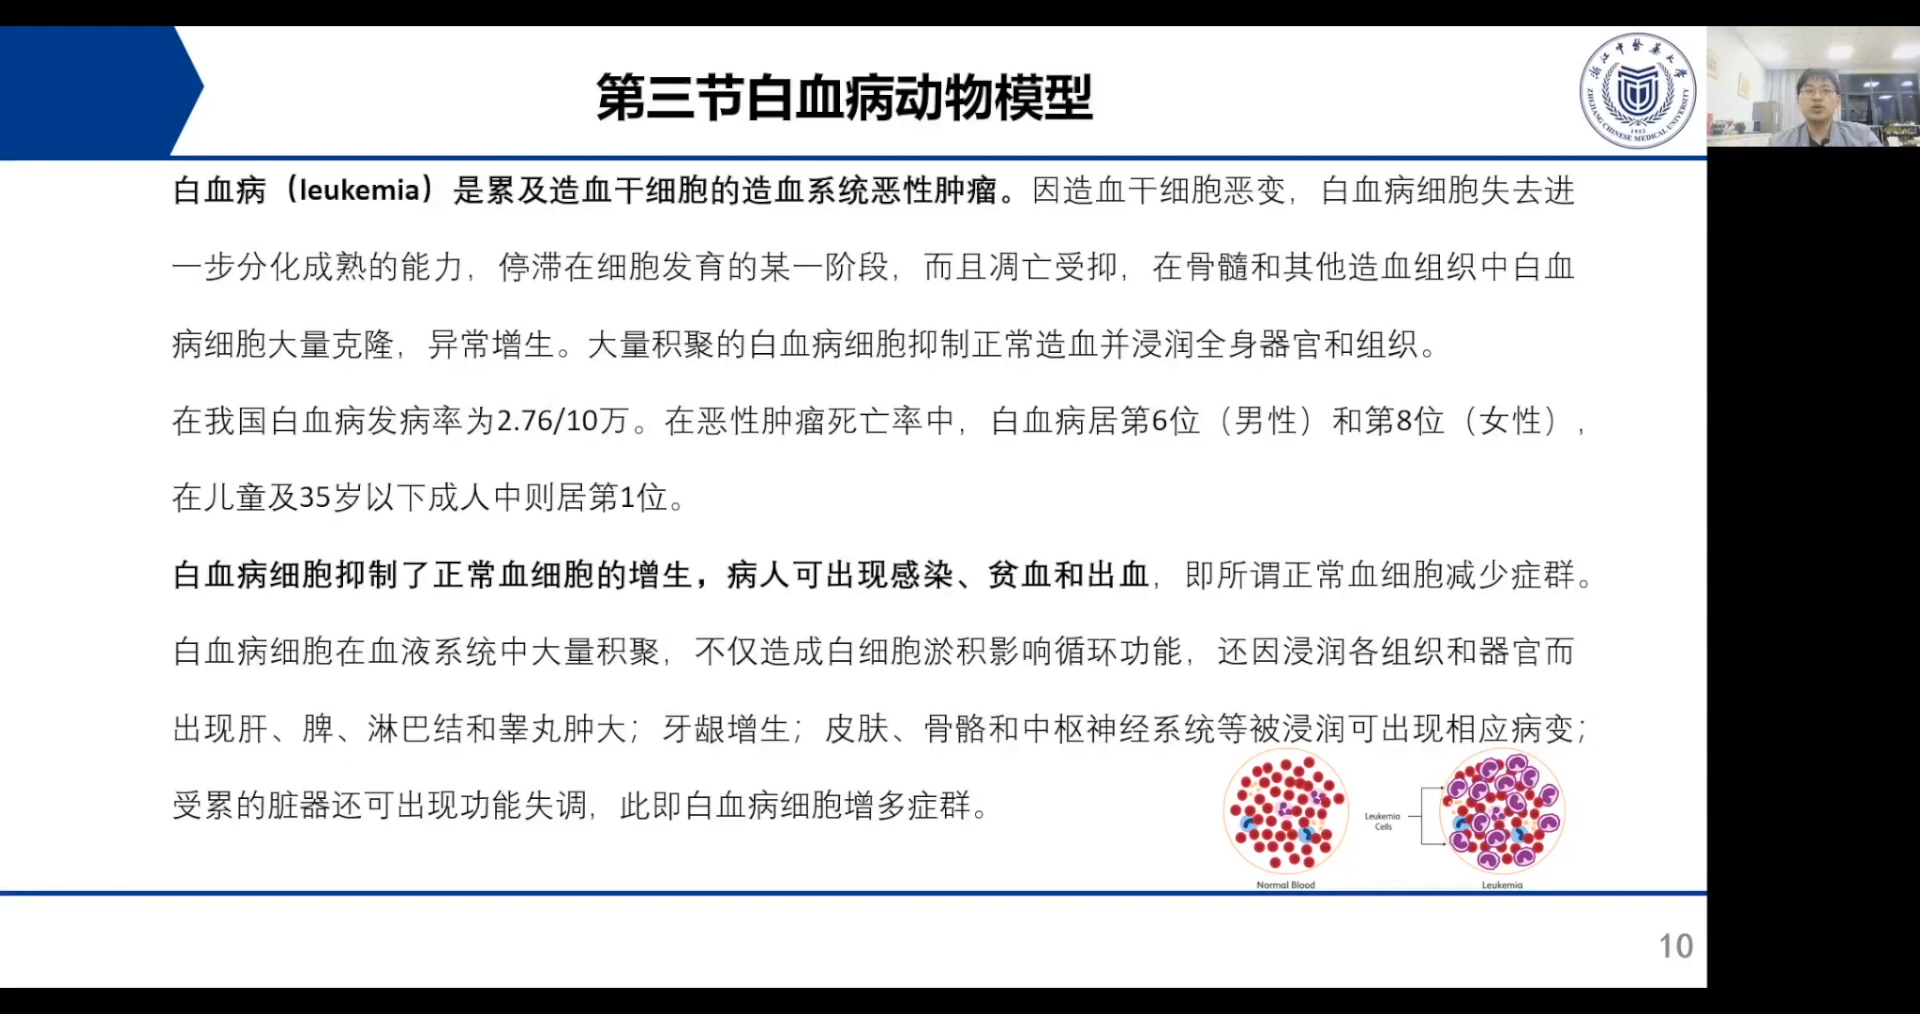 第三节白血病动物模型
浙江中医药大学
ZHEJIANG CHINESE MEDICAL UNIVERSITY
1953
白血病（leukemia）是累及造血干细胞的造血系统恶性肿瘤。因造血干细胞恶变，白血病细胞失去进
一步分化成熟的能力，停滞在细胞发育的某一阶段，而且凋亡受抑，在骨髓和其他造血组织中白血
病细胞大量克隆，异常增生。大量积聚的白血病细胞抑制正常造血并浸润全身器官和组织。
在我国白血病发病率为2.76/10万。在恶性肿瘤死亡率中，白血病居第6位（男性）和第8位（女性），
在儿童及35岁以下成人中则居第1位。
白血病细胞抑制了正常血细胞的增生，病人可出现感染、贫血和出血，即所谓正常血细胞减少症群。
白血病细胞在血液系统中大量积聚，不仅造成白细胞淤积影响循环功能，还因浸润各组织和器官而
出现肝、脾、淋巴结和睾丸肿大；牙龈增生；皮肤、骨骼和中枢神经系统等被浸润可出现相应病变；
受累的脏器还可出现功能失调，此即白血病细胞增多症群。
Leukemia
Cells
Normal Blood
Leukemia
10